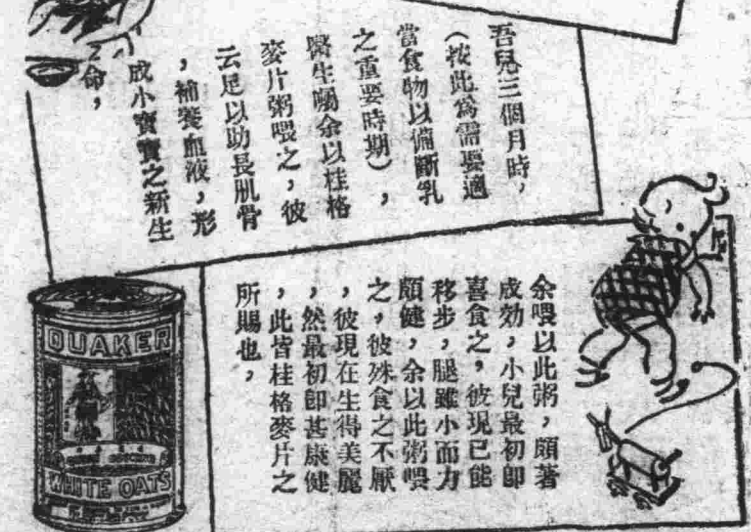 吾兒三個月時，
（按此為需要適
當食物以備斷乳
之重要時期），
醫生囑余以桂格
麥片粥喂之，彼
云足以助長肌骨
，補養血液，形
成小寶寶之新生
命，
余喂以此粥，頗著
成効，小兒最初卽
喜食之，彼現已能
移步，腿雖小而力
頗健，余以此粥喂
之，彼殊食之不厭
，彼現在生得美麗
，然最初卽甚康健
，此皆桂格麥片之
所賜也，
QUAKER
WHITE OATS